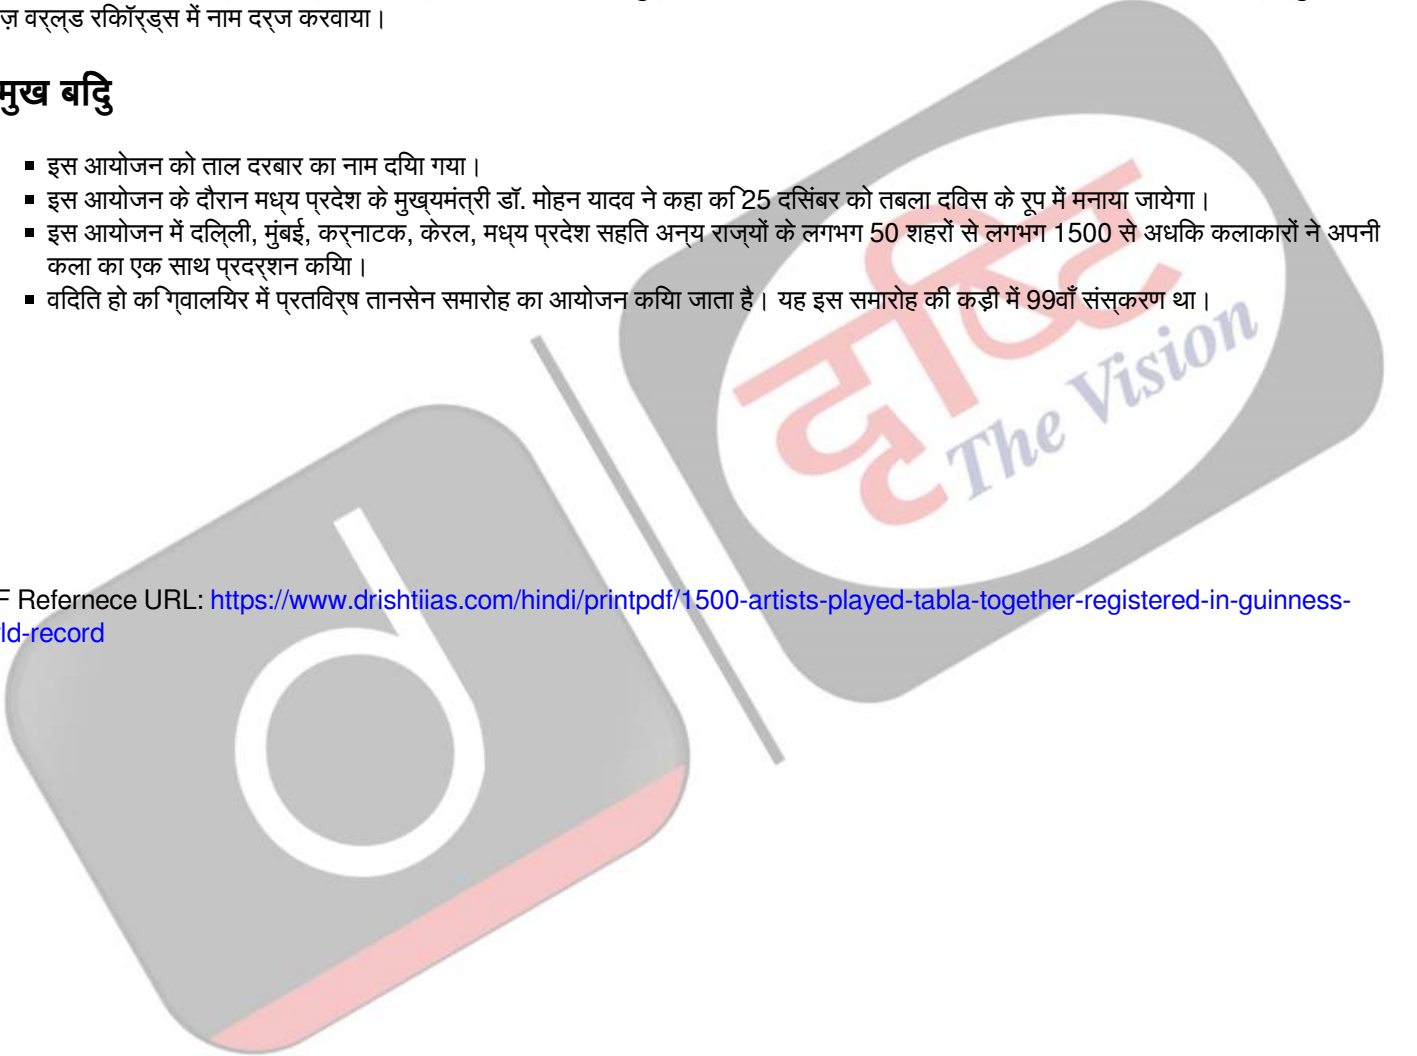 ज़ वर्ल्ड रिकॉर्ड्स में नाम दर्ज करवाया।
मुख बिंदु
▪ इस आयोजन को ताल दरबार का नाम दिया गया।
▪ इस आयोजन के दौरान मध्य प्रदेश के मुख्यमंत्री डॉ. मोहन यादव ने कहा कि 25 दिसंबर को तबला दिवस के रूप में मनाया जायेगा।
▪ इस आयोजन में दिल्ली, मुंबई, कर्नाटक, केरल, मध्य प्रदेश सहित अन्य राज्यों के लगभग 50 शहरों से लगभग 1500 से अधिक कलाकारों ने अपनी
कला का एक साथ प्रदर्शन किया।
▪ विदित हो कि ग्वालियर में प्रतिवर्ष तानसेन समारोह का आयोजन किया जाता है। यह इस समारोह की कड़ी में 99वाँ संस्करण था।
दृष्टि
The Vision
d
F Refernece URL: https://www.drishtiias.com/hindi/printpdf/1500-artists-played-tabla-together-registered-in-guinness-
ld-record